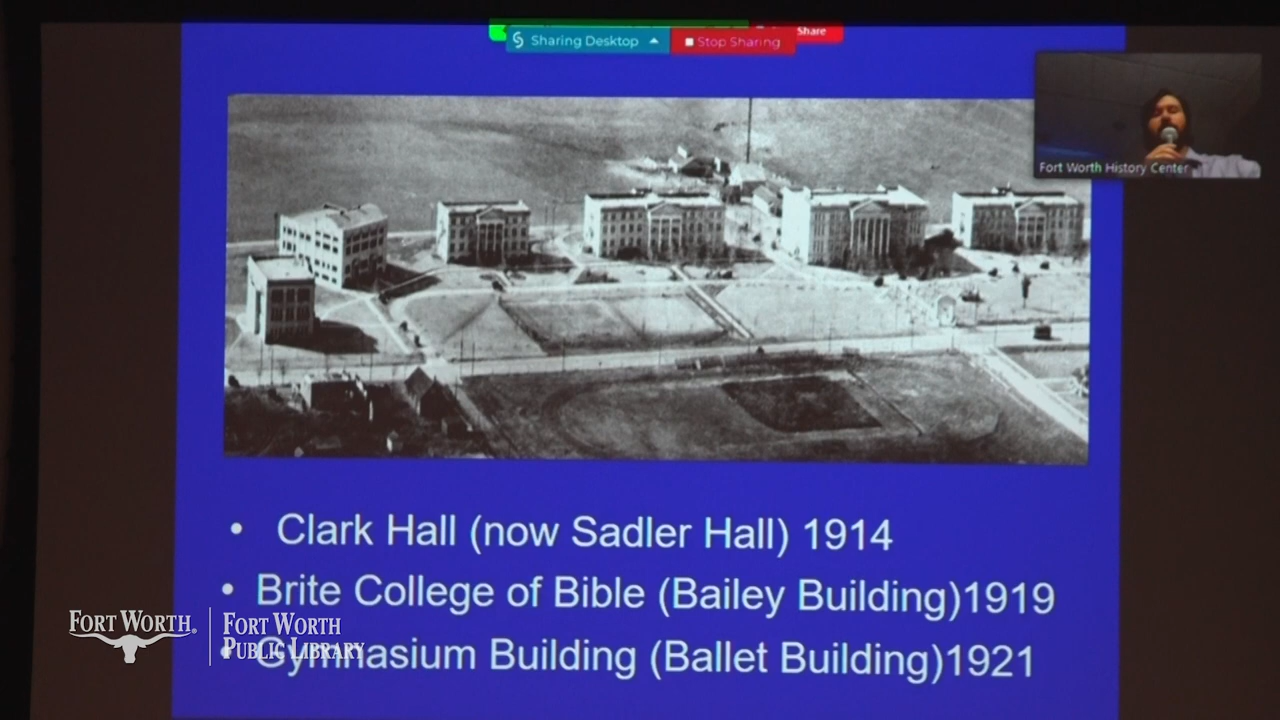 Sharing Desktop
Stop Sharing
Share
Fort Worth History Center
• Clark Hall (now Sadler Hall) 1914
• Brite College of Bible (Bailey Building)1919
• Gymnasium Building (Ballet Building)1921
FORT WORTH®
FORT WORTH
PUBLIC LIBRARY